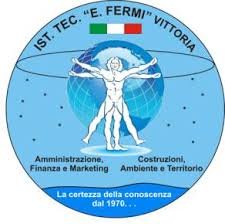 IST. TEC. "E. FERMI" VITTORIA
Amministrazione,
Finanza e Marketing
Costruzioni,
Ambiente e Territorio
La certezza della conoscenza
dal 1970. . .